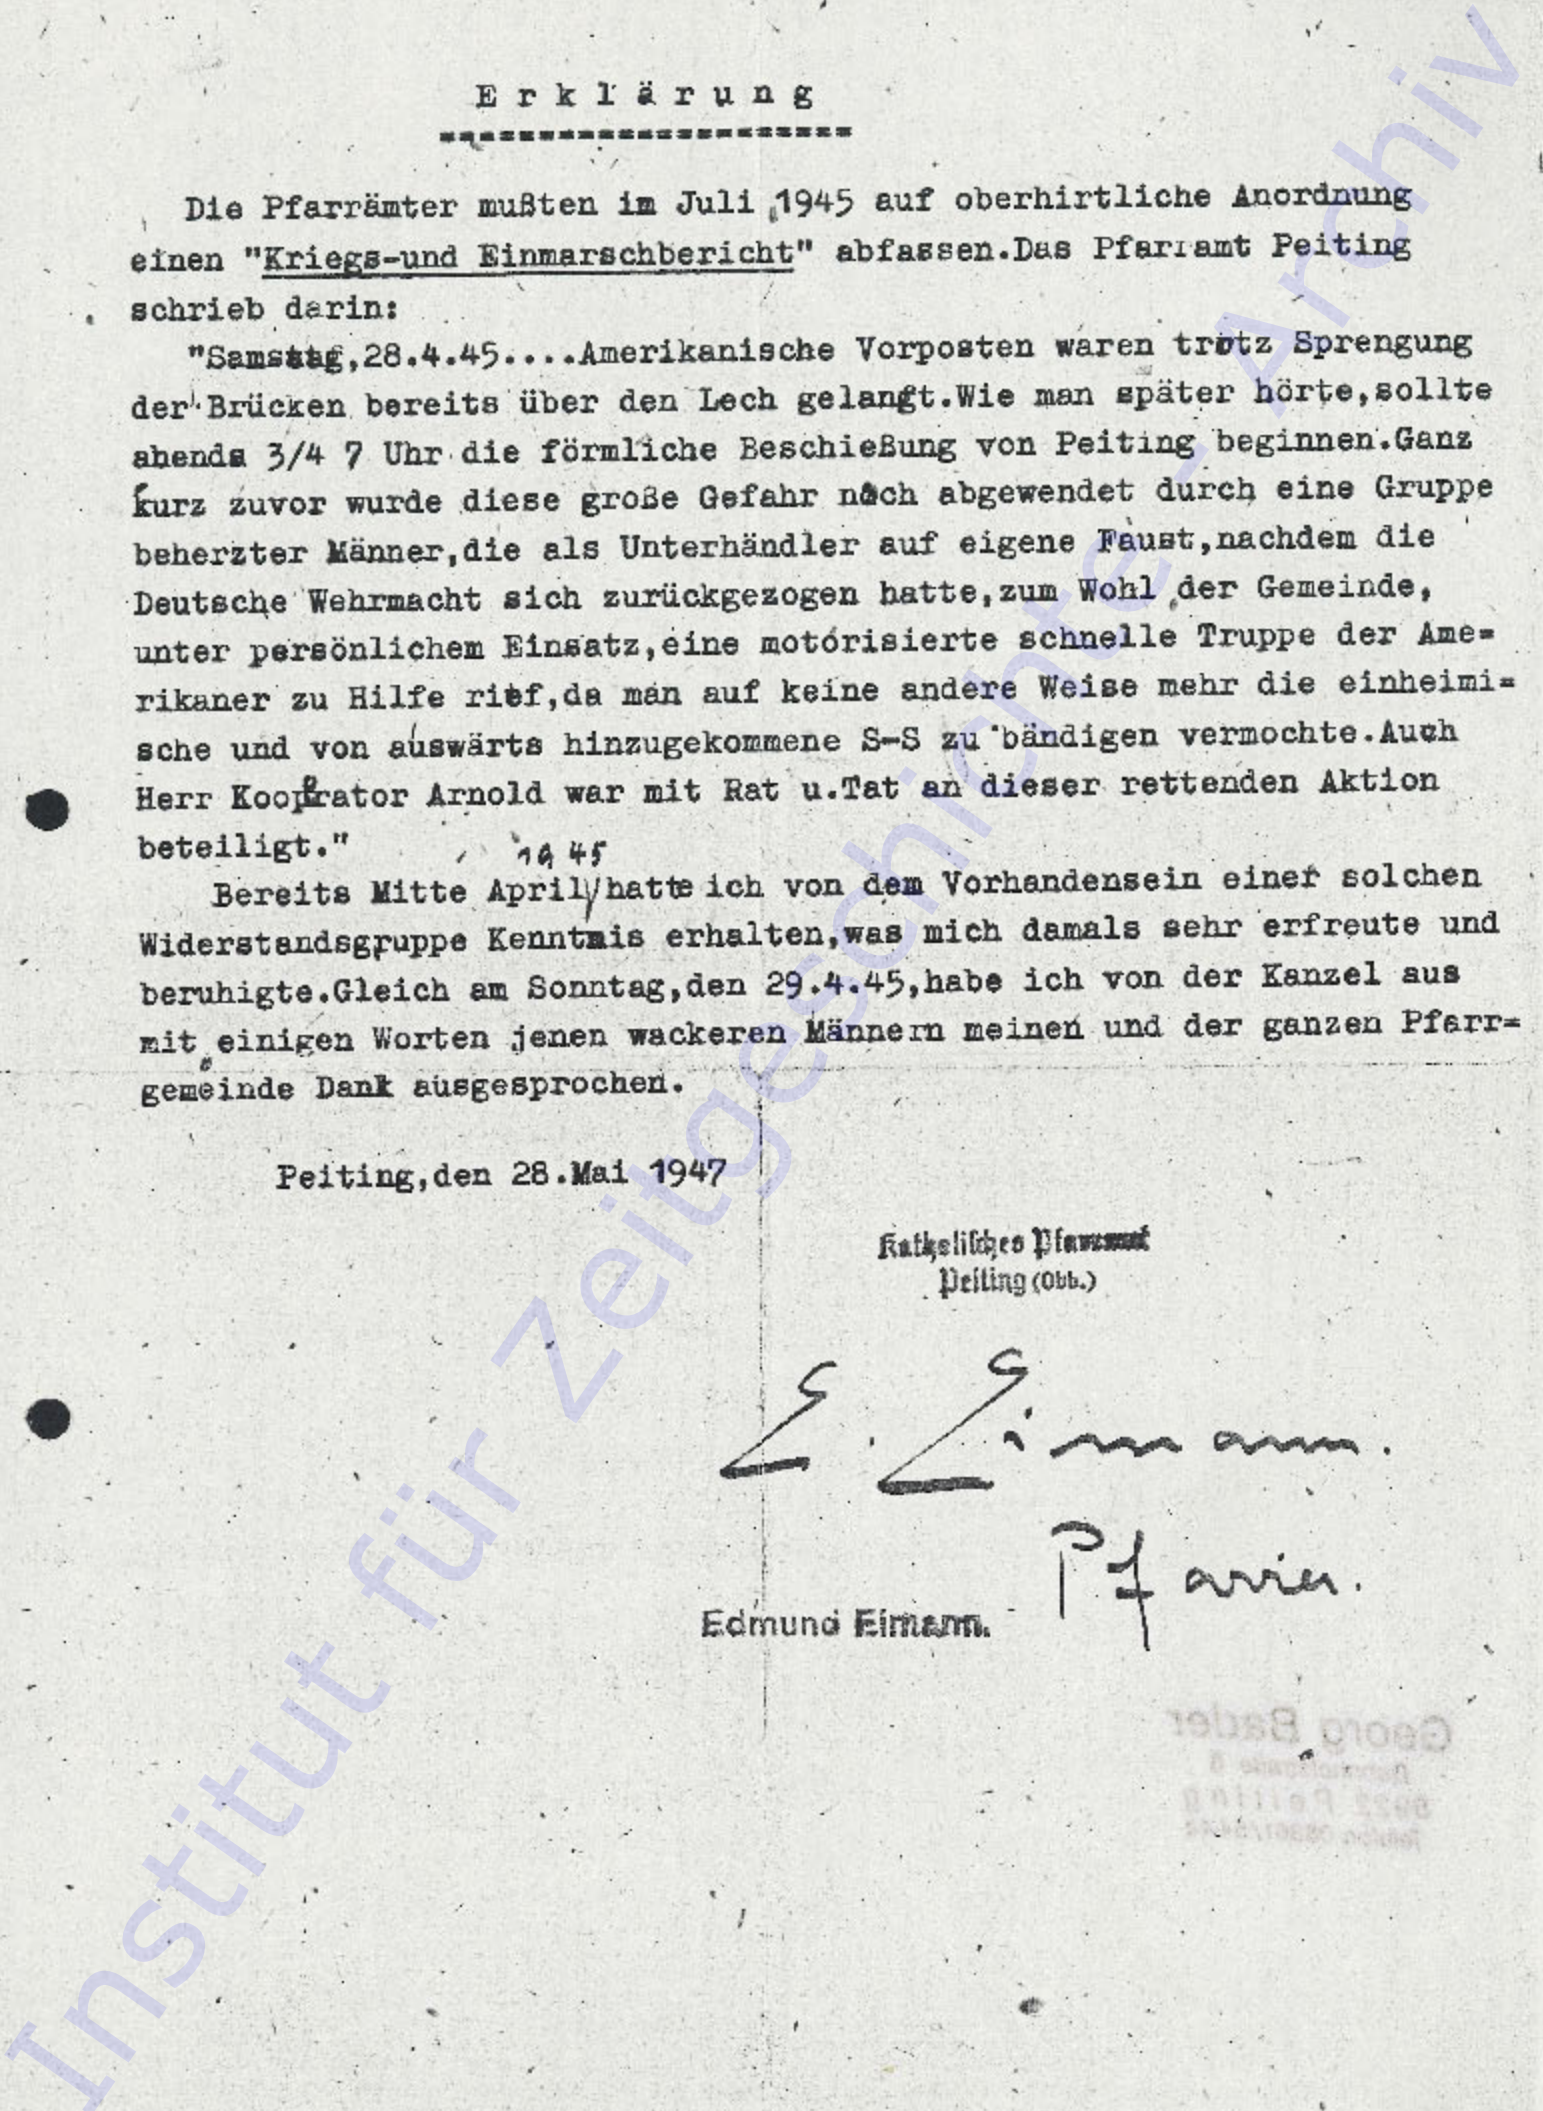 Erklärung
Die Pfarrämter mußten im Juli 1945 auf oberhirtliche Anordnung
einen "Kriegs-und Einmarschbericht" abfassen.Das Pfarramt Peiting
schrieb darin:
"Samstag,28.4.45....Amerikanische Vorposten waren trotz Sprengung
der Brücken bereits über den Lech gelangt.Wie man später hörte,sollte
abends 3/4 7 Uhr die förmliche Beschießung von Peiting beginnen.Ganz
kurz zuvor wurde diese große Gefahr noch abgewendet durch eine Gruppe
beherzter Männer,die als Unterhändler auf eigene Faust,nachdem die
Deutsche Wehrmacht sich zurückgezogen hatte,zum Wohl der Gemeinde,
unter persönlichem Einsatz,eine motorisierte schnelle Truppe der Ame=
rikaner zu Hilfe rief,da man auf keine andere Weise mehr die einheimi=
sche und von auswärts hinzugekommene S-S zu bändigen vermochte.Auch
Herr Kooperator Arnold war mit Rat u.Tat an dieser rettenden Aktion
beteiligt."
1945
Bereits Mitte April/hatte ich von dem Vorhandensein einer solchen
Widerstandsgruppe Kenntnis erhalten,was mich damals sehr erfreute und
beruhigte.Gleich am Sonntag,den 29.4.45,habe ich von der Kanzel aus
mit einigen Worten jenen wackeren Männern meinen und der ganzen Pfarr=
gemeinde Dank ausgesprochen.
Peiting,den 28.Mai 1947
Katholisches Pfarramt
Peiting (Obb.)
E. Eimann.
Pfarrer.
Edmund Eimann.
Georg Bader
Peiting
Institut für Zeitgeschichte - Archiv